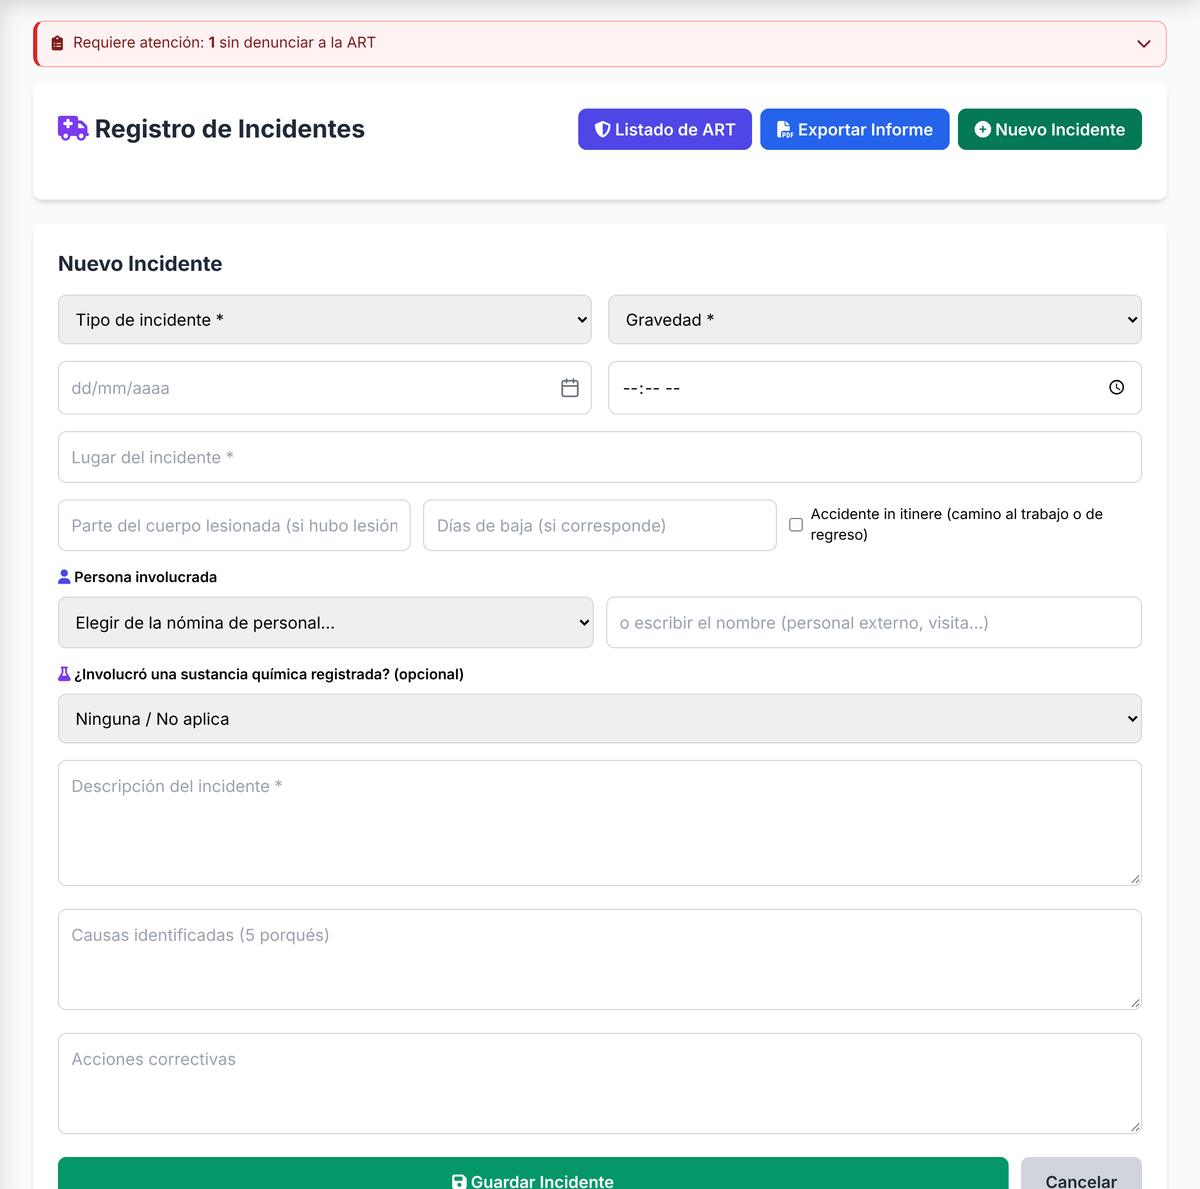 Requiere atención: 1 sin denunciar a la ART
Registro de Incidentes
Listado de ART
Exportar Informe
Nuevo Incidente
Nuevo Incidente
Tipo de incidente *
Gravedad *
dd/mm/aaaa
--:-- --
Lugar del incidente *
Parte del cuerpo lesionada (si hubo lesión
Días de baja (si corresponde)
Accidente in itinere (camino al trabajo o de
regreso)
Persona involucrada
Elegir de la nómina de personal...
o escribir el nombre (personal externo, visita...)
¿Involucró una sustancia química registrada? (opcional)
Ninguna / No aplica
Descripción del incidente *
Causas identificadas (5 porqués)
Acciones correctivas
Guardar Incidente
Cancelar